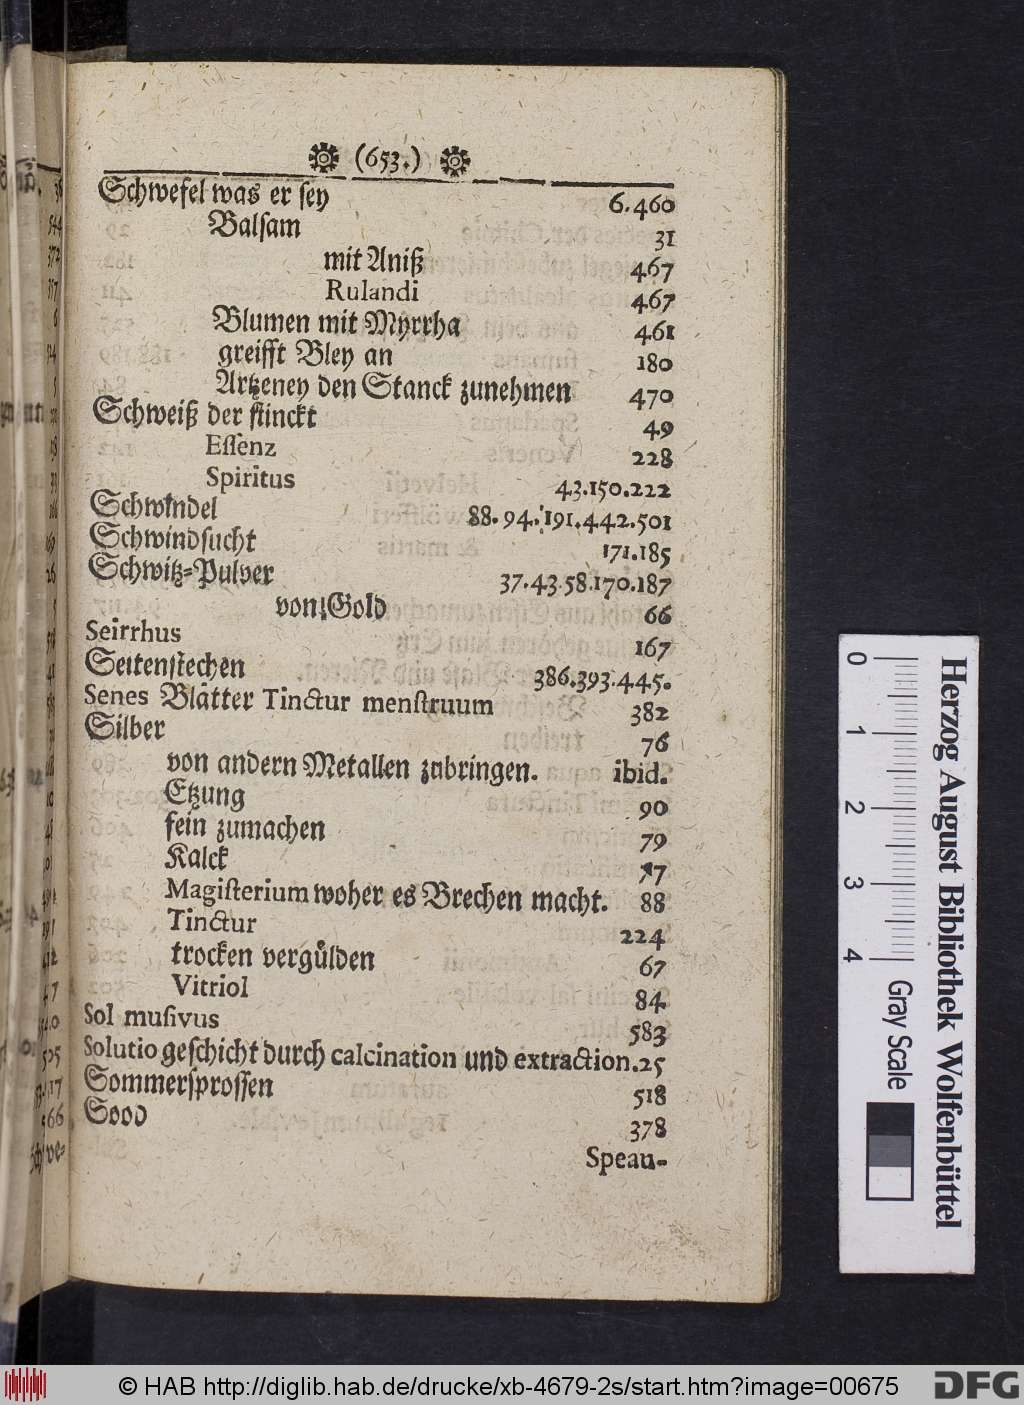 (653.)
Schwefel was er sey 6.460
Balsam 31
mit Aniß 467
Rulandi 467
Blumen mit Myrrha 461
greifft Bley an 180
Artzeney den Stanck zunehmen 470
Schweiß der stinckt 49
Essenz 228
Spiritus 43.150.222
Schwindel 88.94.191.442.501
Schwindsucht 171.185
Schwitz=Pulver 37.43.58.170.187
von Gold 66
Seirrhus 167
Seitenstechen 386.393.445.
Senes Blätter Tinctur menstruum 382
Silber 76
von andern Metallen zubringen. ibid.
Etzung 90
fein zumachen 79
Kalck 77
Magisterium woher es Brechen macht. 88
Tinctur 224
trocken vergülden 67
Vitriol 84
Sol musivus 583
Solutio geschicht durch calcination und extraction. 25
Sommersprossen 518
Sood 378
Speau-
0 1 2 3 4
Gray Scale
Herzog August Bibliothek Wolfenbüttel
© HAB http://diglib.hab.de/drucke/xb-4679-2s/start.htm?image=00675
DFG